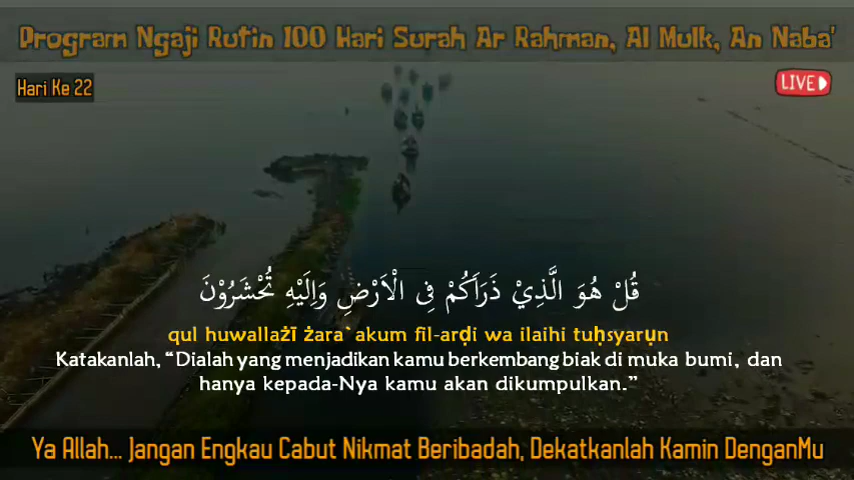 Program Ngaji Rutin 100 Hari Surah Ar Rahman, Al Mulk, An Naba'
Hari Ke 22
LIVE
قُلْ هُوَ الَّذِيْ ذَرَاَكُمْ فِى الْاَرْضِ وَاِلَيْهِ تُحْشَرُوْنَ
qul huwallażī żara`akum fil-arḍi wa ilaihi tuḥsyarụn
Katakanlah, “Dialah yang menjadikan kamu berkembang biak di muka bumi, dan
hanya kepada-Nya kamu akan dikumpulkan.”
Ya Allah... Jangan Engkau Cabut Nikmat Beribadah, Dekatkanlah Kamin DenganMu